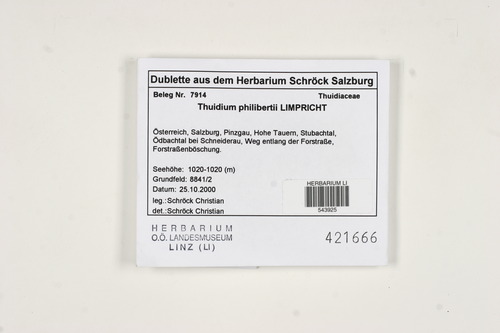 Dublette aus dem Herbarium Schröck Salzburg
Beleg Nr. 7914 Thuidiaceae
Thuidium philibertii LIMPRICHT
Österreich, Salzburg, Pinzgau, Hohe Tauern, Stubachtal,
Ödbachtal bei Schneiderau, Weg entlang der Forstraße,
Forstraßenböschung.
Seehöhe: 1020-1020 (m)
Grundfeld: 8841/2
Datum: 25.10.2000
leg.:Schröck Christian
det.:Schröck Christian
HERBARIUM LI
543925
HERBARIUM
O.Ö. LANDESMUSEUM
LINZ (LI)
421666